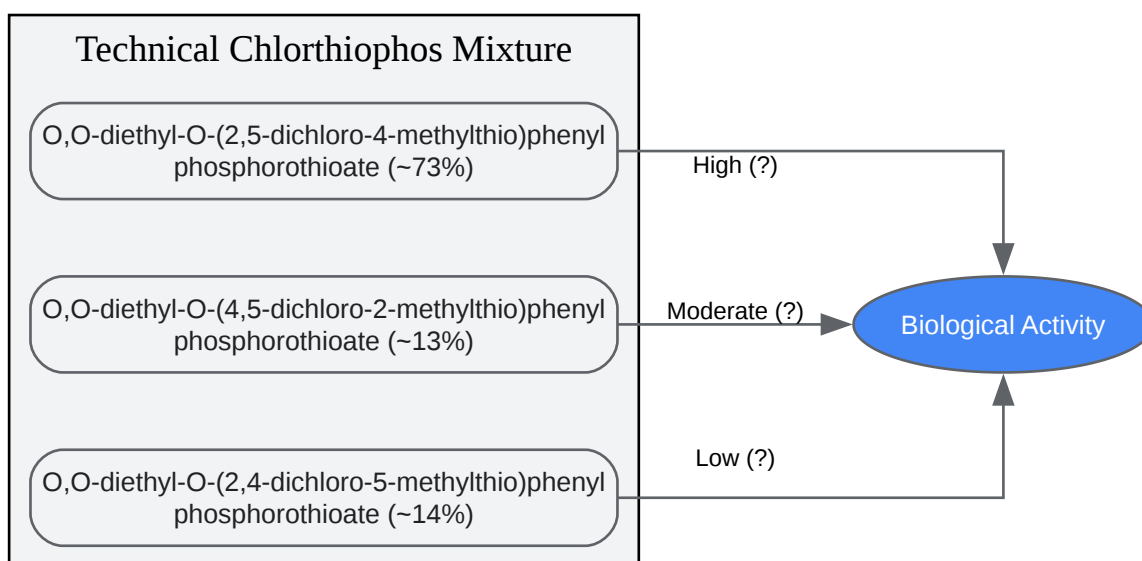 Technical Chlorthiophos Mixture
O,O-diethyl-O-(2,5-dichloro-4-methylthio)phenyl
phosphorothioate (~73%)
High (?)
O,O-diethyl-O-(4,5-dichloro-2-methylthio)phenyl
phosphorothioate (~13%)
Moderate (?)
Biological Activity
O,O-diethyl-O-(2,4-dichloro-5-methylthio)phenyl
phosphorothioate (~14%)
Low (?)